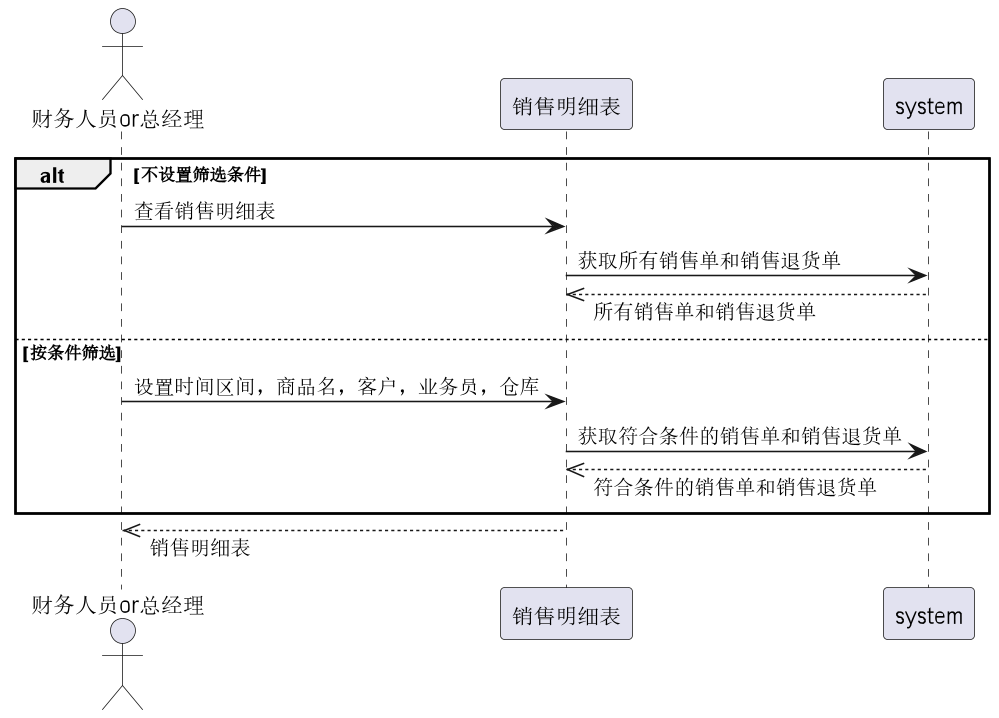 财务人员or总经理
销售明细表
system
alt
[不设置筛选条件]
查看销售明细表
获取所有销售单和销售退货单
所有销售单和销售退货单
[按条件筛选]
设置时间区间，商品名，客户，业务员，仓库
获取符合条件的销售单和销售退货单
符合条件的销售单和销售退货单
销售明细表
财务人员or总经理
销售明细表
system